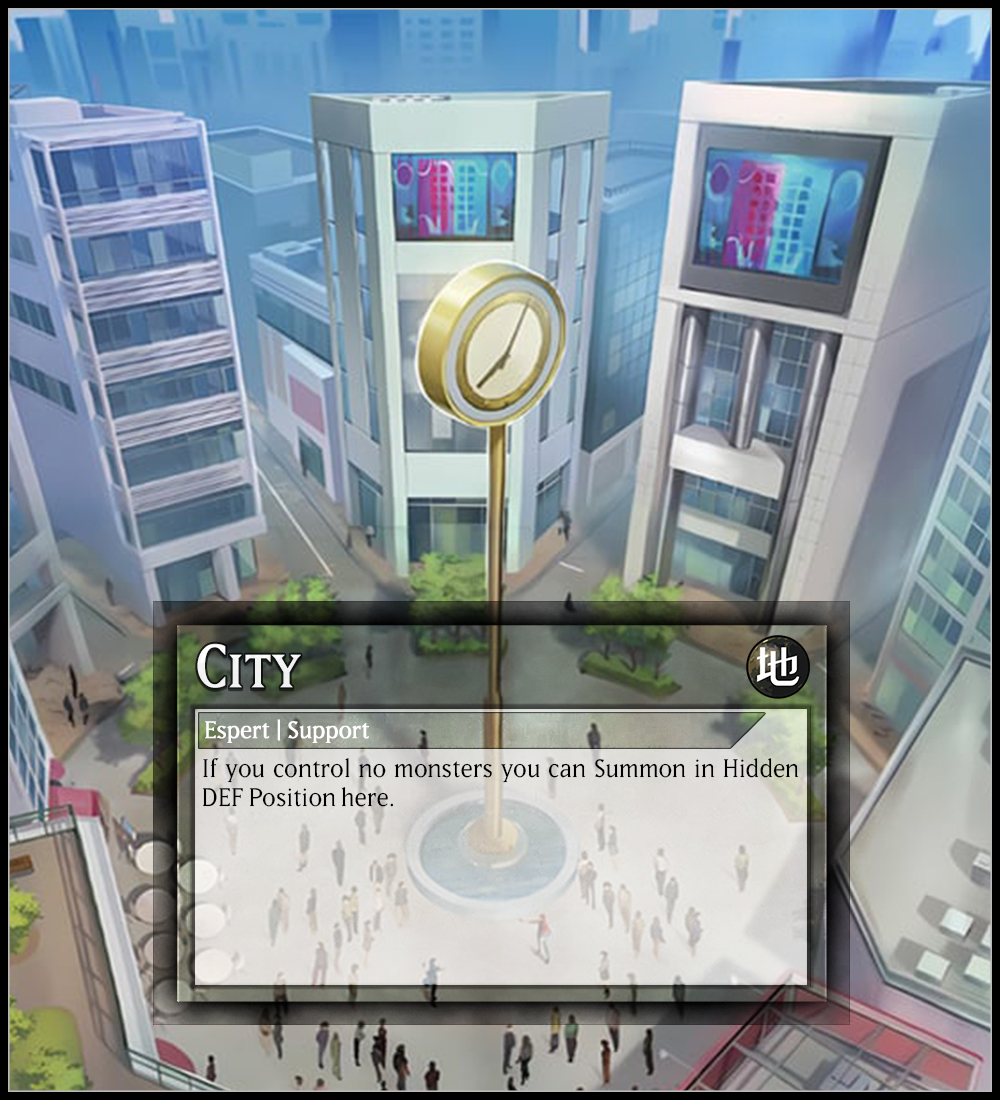 City
地
Espert | Support
If you control no monsters you can Summon in Hidden
DEF Position here.